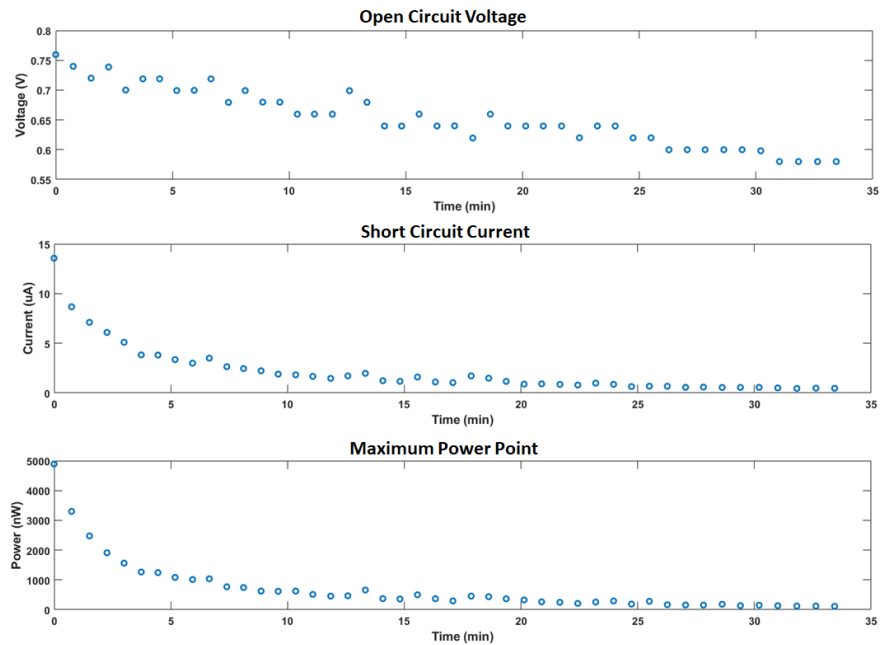 Open Circuit Voltage
0.8
0.75
0.7
0.65
0.6
0.55
Voltage (V)
0 5 10 15 20 25 30 35
Time (min)
Short Circuit Current
15
10
5
0
Current (uA)
0 5 10 15 20 25 30 35
Time (min)
Maximum Power Point
5000
4000
3000
2000
1000
0
Power (nW)
0 5 10 15 20 25 30 35
Time (min)